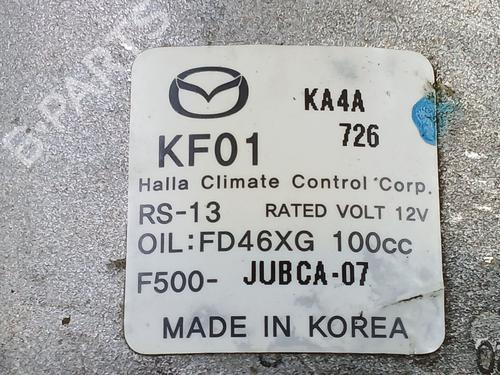 B-PARTS
KA4A
726
KF01
Halla Climate Control Corp.
RS-13 RATED VOLT 12V
OIL:FD46XG 100cc
F500- JUBCA-07
MADE IN KOREA